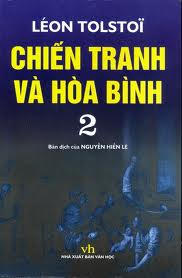 LÉON TOLSTOÏ
CHIẾN TRANH
VÀ HÒA BÌNH
2
Bản dịch của NGUYỄN HIẾN LÊ
vh
NHÀ XUẤT BẢN VĂN HỌC